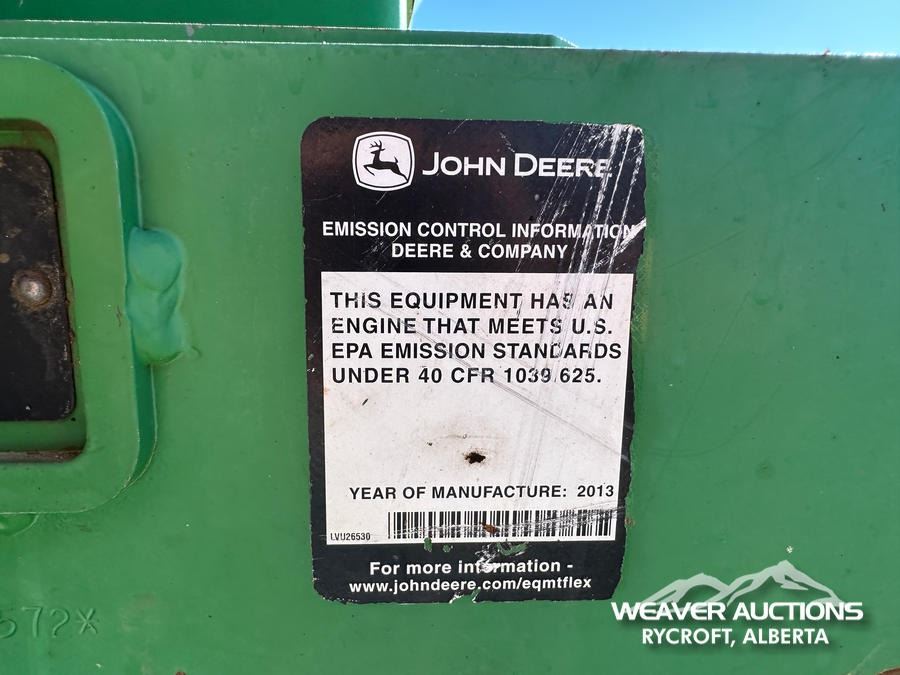 JOHN DEERE
EMISSION CONTROL INFORMATION
DEERE & COMPANY
THIS EQUIPMENT HAS AN
ENGINE THAT MEETS U.S.
EPA EMISSION STANDARDS
UNDER 40 CFR 1039.625.
YEAR OF MANUFACTURE: 2013
LVU26530
For more information -
www.johndeere.com/eqmtflex
572*
WEAVER AUCTIONS
RYCROFT, ALBERTA